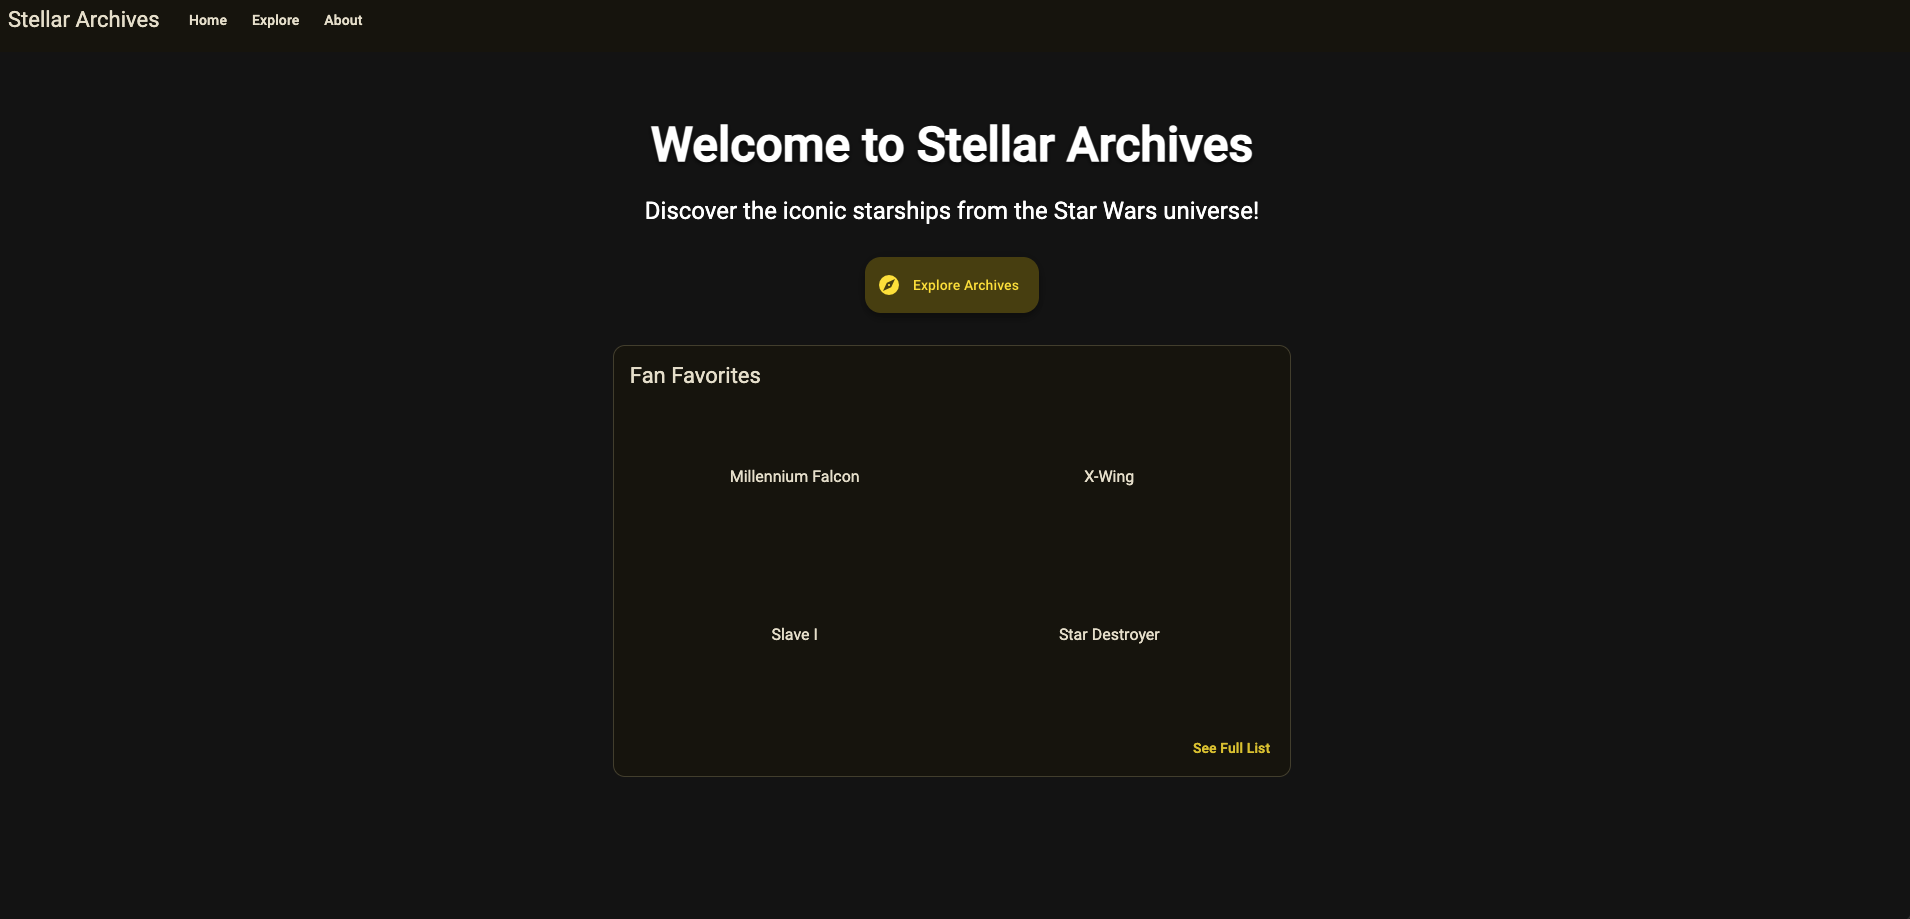 Stellar Archives Home Explore About
Welcome to Stellar Archives
Discover the iconic starships from the Star Wars universe!
Explore Archives
Fan Favorites
Millennium Falcon X-Wing
Slave I Star Destroyer
See Full List